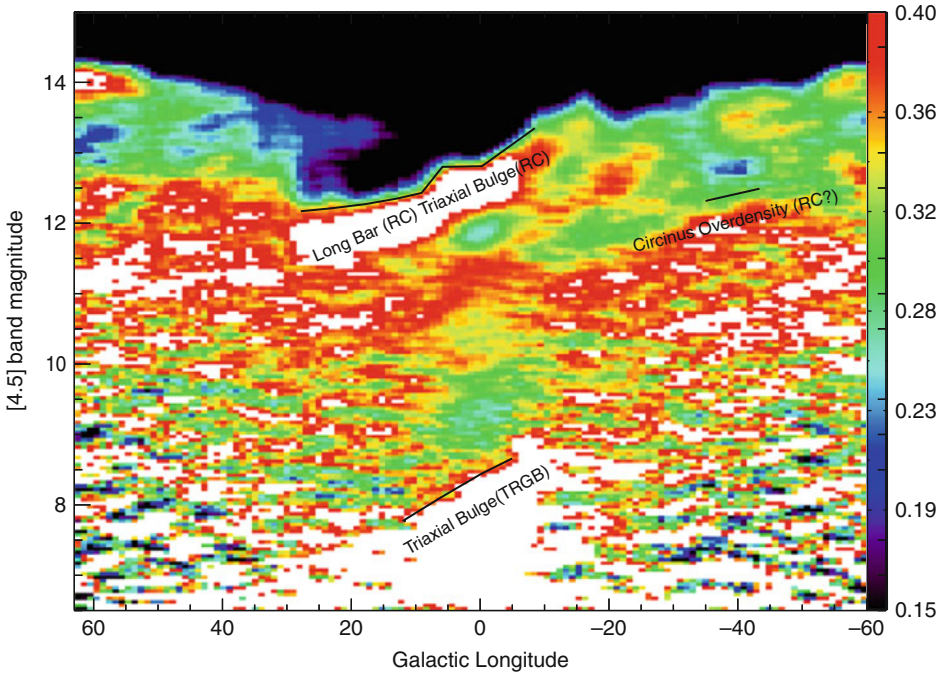 0.40
0.36
0.32
0.28
0.23
0.19
0.15
14
12
10
8
[4.5] band magnitude
Long Bar (RC) Triaxial Bulge(RC)
Circinus Overdensity (RC?)
Triaxial Bulge(TRGB)
60 40 20 0 −20 −40 −60
Galactic Longitude